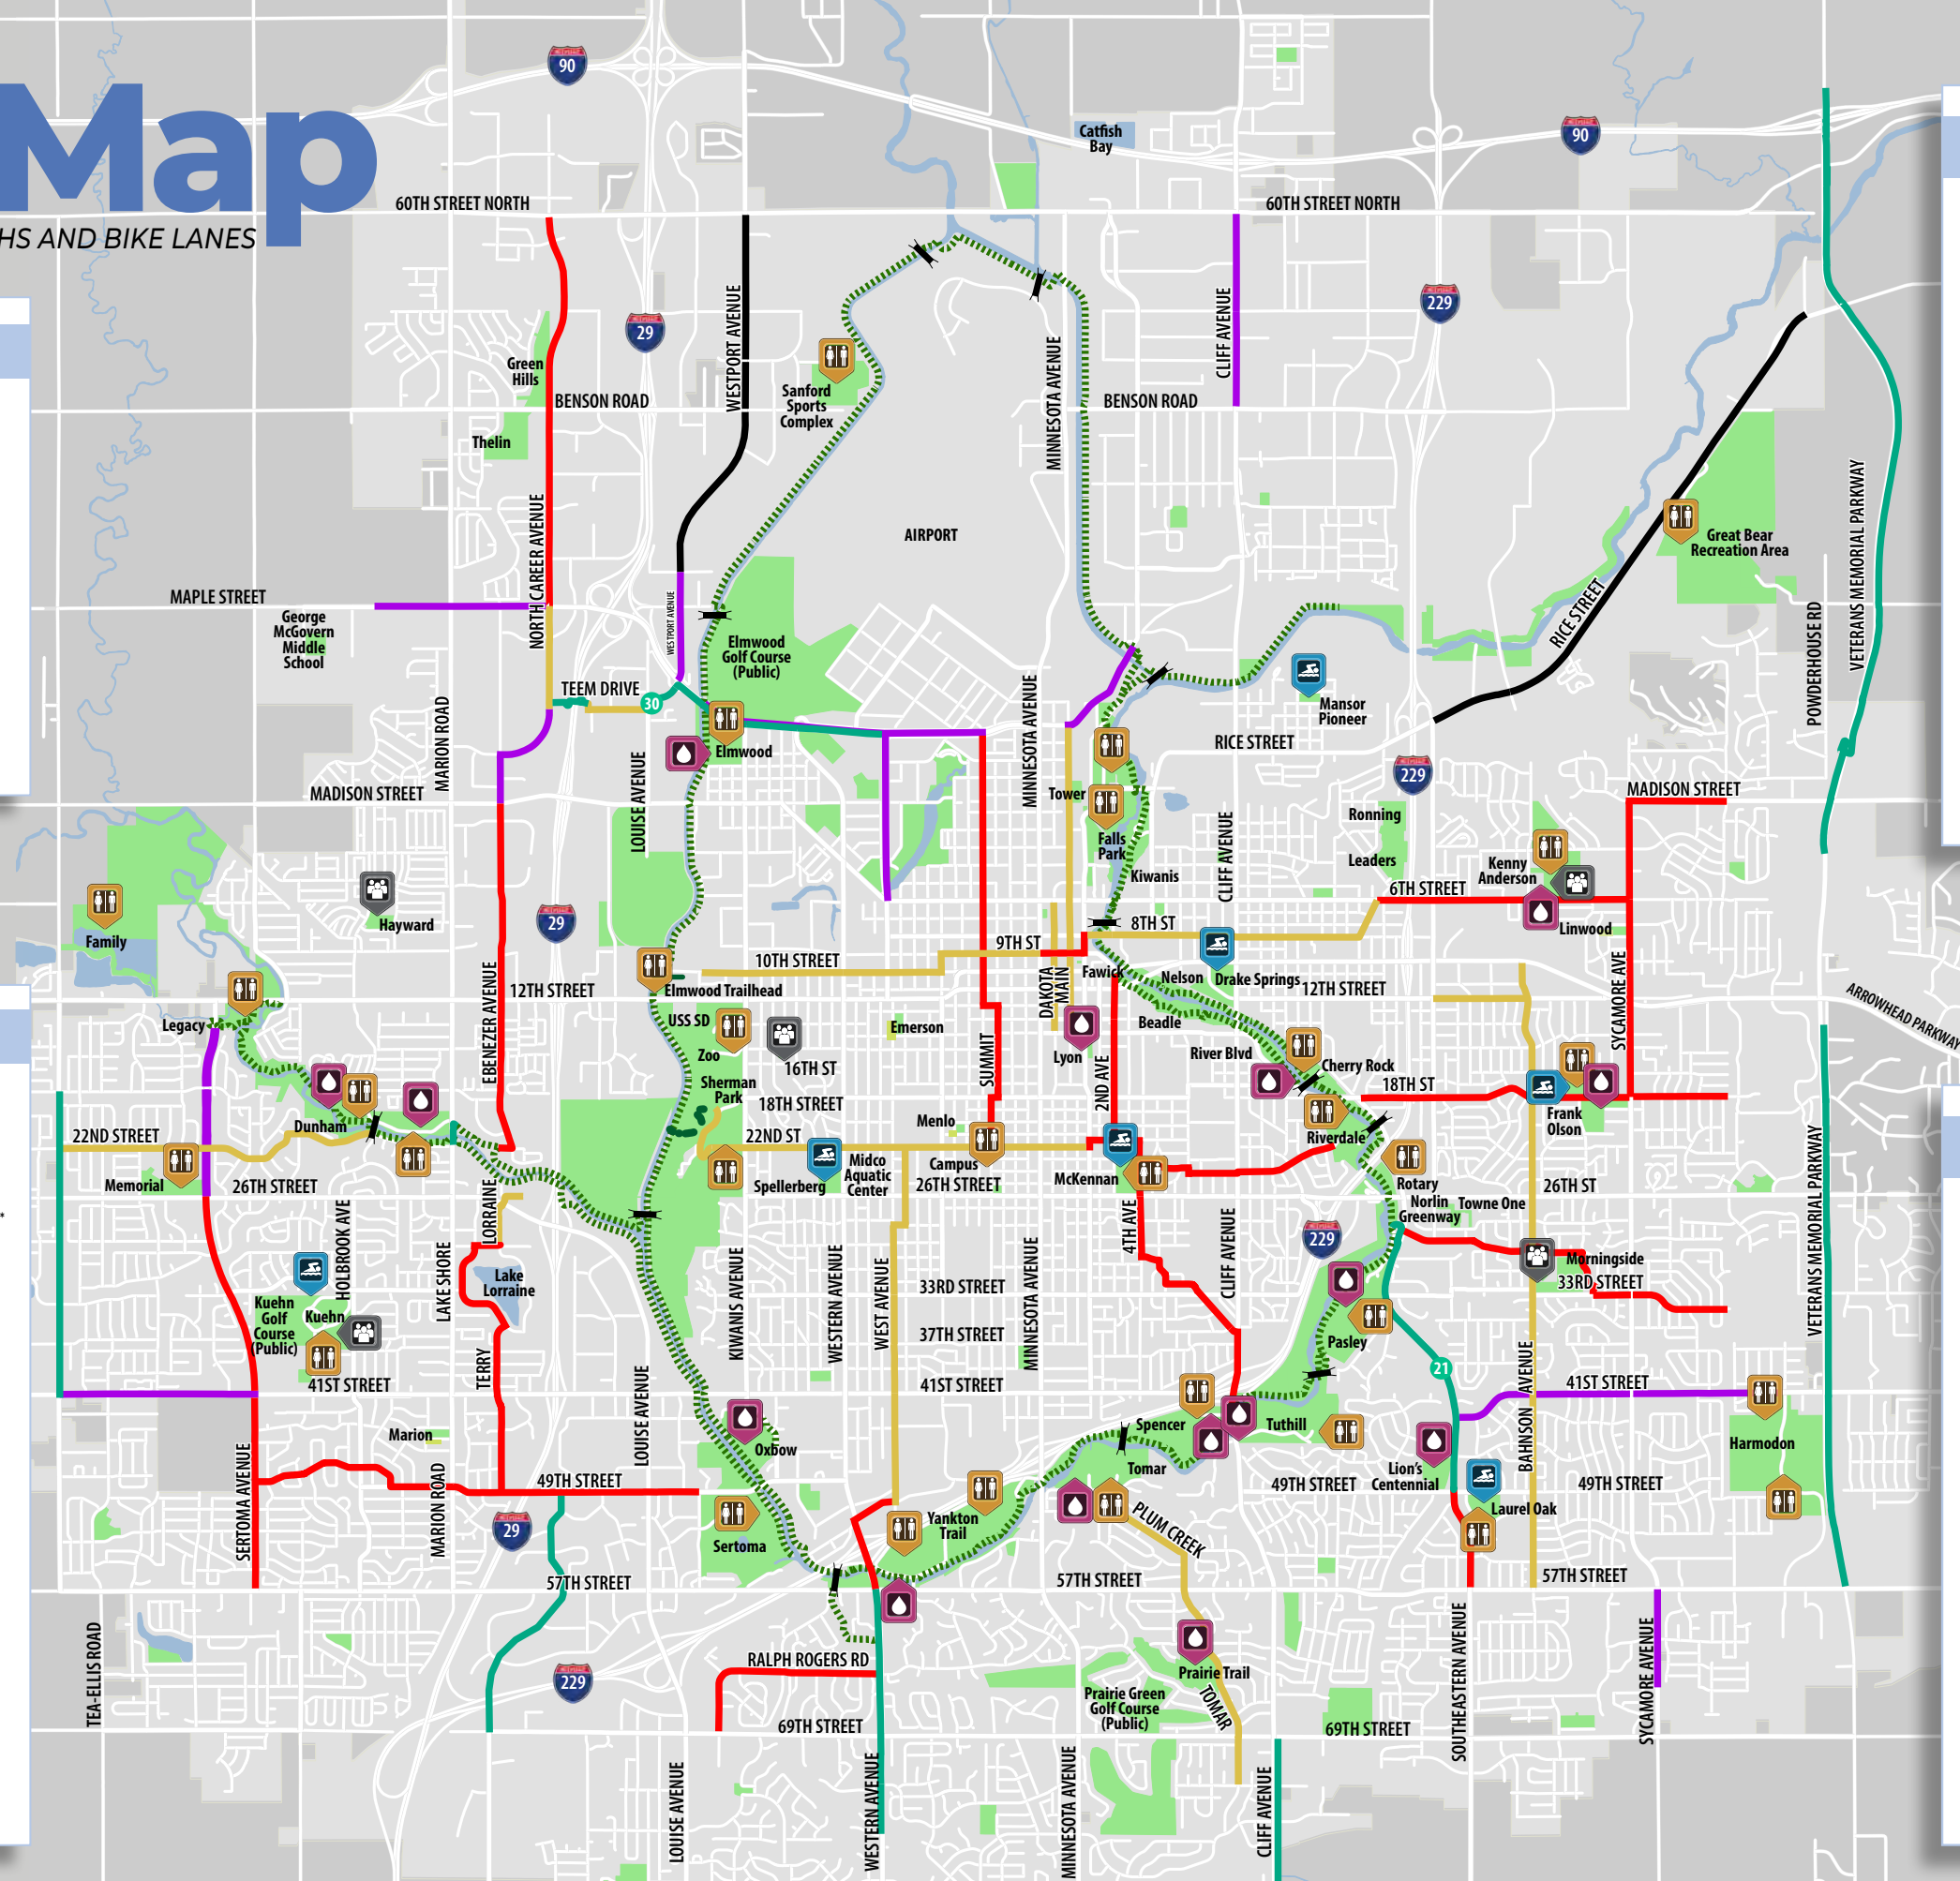 Map
HS AND BIKE LANES
90
Catfish
Bay
90
60TH STREET NORTH
60TH STREET NORTH
29
WESTPORT AVENUE
CLIFF AVENUE
229
Green
Hills
MINNESOTA AVENUE
Sanford
Sports
Complex
BENSON ROAD
BENSON ROAD
Thelin
NORTH CAREER AVENUE
AIRPORT
Great Bear
Recreation Area
VETERANS MEMORIAL PARKWAY
MAPLE STREET
George
McGovern
Middle
School
WESTPORT AVENUE
Elmwood
Golf Course
(Public)
RICE STREET
POWDERHOUSE RD
TEEM DRIVE
30
MARION ROAD
MINNESOTA AVENUE
Mansor
Pioneer
Elmwood
RICE STREET
229
LOUISE AVENUE
MADISON STREET
MADISON STREET
Tower
Falls
Park
Ronning
Leaders
Kenny
Anderson
Kiwanis
CLIFF AVENUE
6TH STREET
Linwood
Hayward
Family
29
8TH ST
9TH ST
10TH STREET
Fawick
Nelson
Drake Springs
12TH STREET
Elmwood Trailhead
12TH STREET
EBENEZER AVENUE
DAKOTA
MAIN
SYCAMORE AVE
ARROWHEAD PARKWAY
Legacy
USS SD
Emerson
Beadle
Zoo
16TH ST
Lyon
River Blvd
Cherry Rock
SUMMIT
2ND AVE
Sherman
Park
18TH STREET
18TH ST
Frank
Olson
Dunham
Menlo
22ND STREET
22ND ST
Riverdale
Memorial
26TH STREET
Spellerberg
Midco
Aquatic
Center
Campus
26TH STREET
McKennan
Rotary
26TH ST
Norlin
Greenway
Towne One
LORRAINE
HOLBROOK AVE
4TH AVE
CLIFF AVENUE
229
VETERANS MEMORIAL PARKWAY
LAKESHORE
Lake
Lorraine
KIWANIS AVENUE
WESTERN AVENUE
WEST AVENUE
MINNESOTA AVENUE
33RD STREET
Morningside
33RD STREET
Kuehn
Golf
Course
(Public)
Kuehn
37TH STREET
Pasley
TERRY
21
41ST STREET
41ST STREET
41ST STREET
LOUISE AVENUE
BAHNSON AVENUE
Marion
Oxbow
Spencer
Tuthill
Harmodon
SERTOMA AVENUE
MARION ROAD
Tomar
Lion's
Centennial
49TH STREET
49TH STREET
49TH STREET
29
Sertoma
Yankton
Trail
PLUM CREEK
Laurel Oak
57TH STREET
57TH STREET
57TH STREET
TEA-ELLIS ROAD
SOUTHEASTERN AVENUE
SYCAMORE AVENUE
RALPH ROGERS RD
229
Prairie Trail
Prairie Green
Golf Course
(Public)
TOMAR
69TH STREET
69TH STREET
LOUISE AVENUE
WESTERN AVENUE
MINNESOTA AVENUE
CLIFF AVENUE